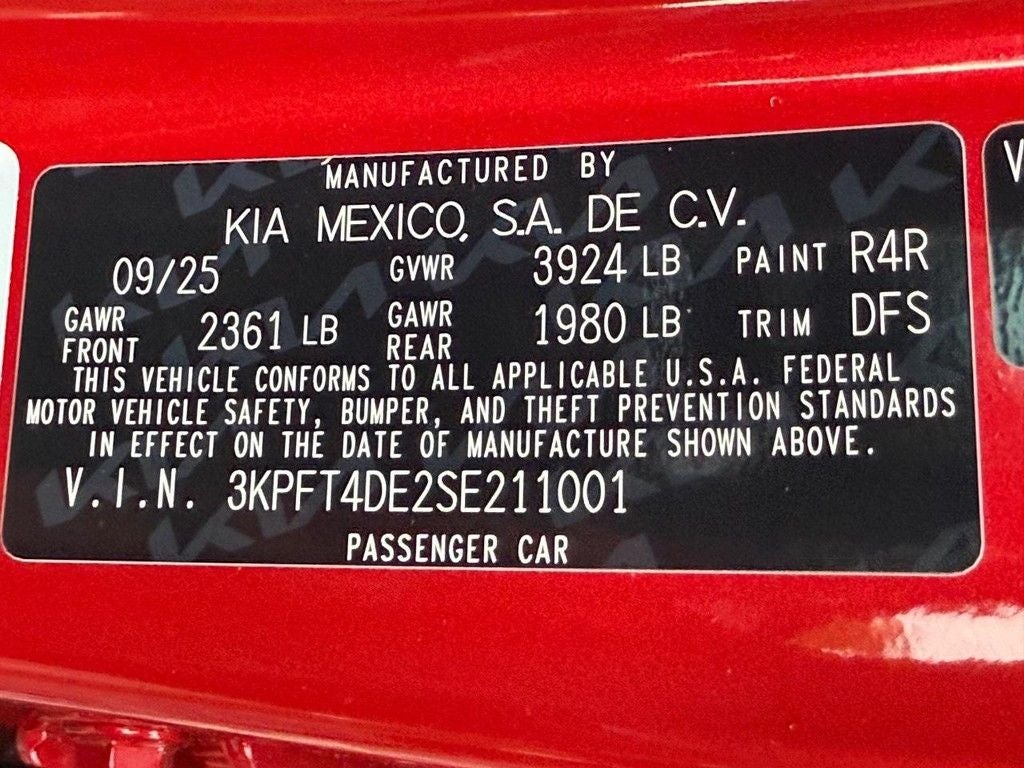 MANUFACTURED BY
KIA MEXICO, S.A. DE C.V.
09/25 GVWR 3924 LB PAINT R4R
GAWR FRONT 2361 LB GAWR REAR 1980 LB TRIM DFS
THIS VEHICLE CONFORMS TO ALL APPLICABLE U.S.A. FEDERAL
MOTOR VEHICLE SAFETY, BUMPER, AND THEFT PREVENTION STANDARDS
IN EFFECT ON THE DATE OF MANUFACTURE SHOWN ABOVE.
V.I.N. 3KPFT4DE2SE211001
PASSENGER CAR